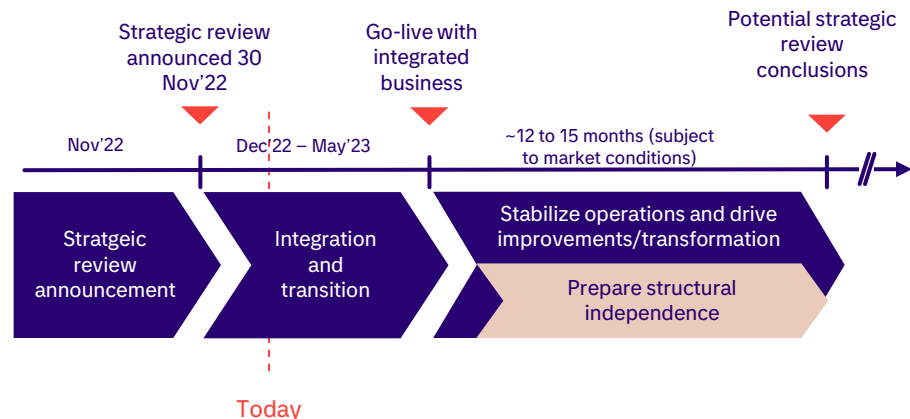 Strategic review
announced 30
Nov'22
Go-live with
integrated
business
Potential strategic
review
conclusions
Nov'22
Dec'22 – May'23
~12 to 15 months (subject
to market conditions)
Stratgeic
review
announcement
Integration
and
transition
Stabilize operations and drive
improvements/transformation
Prepare structural
independence
Today